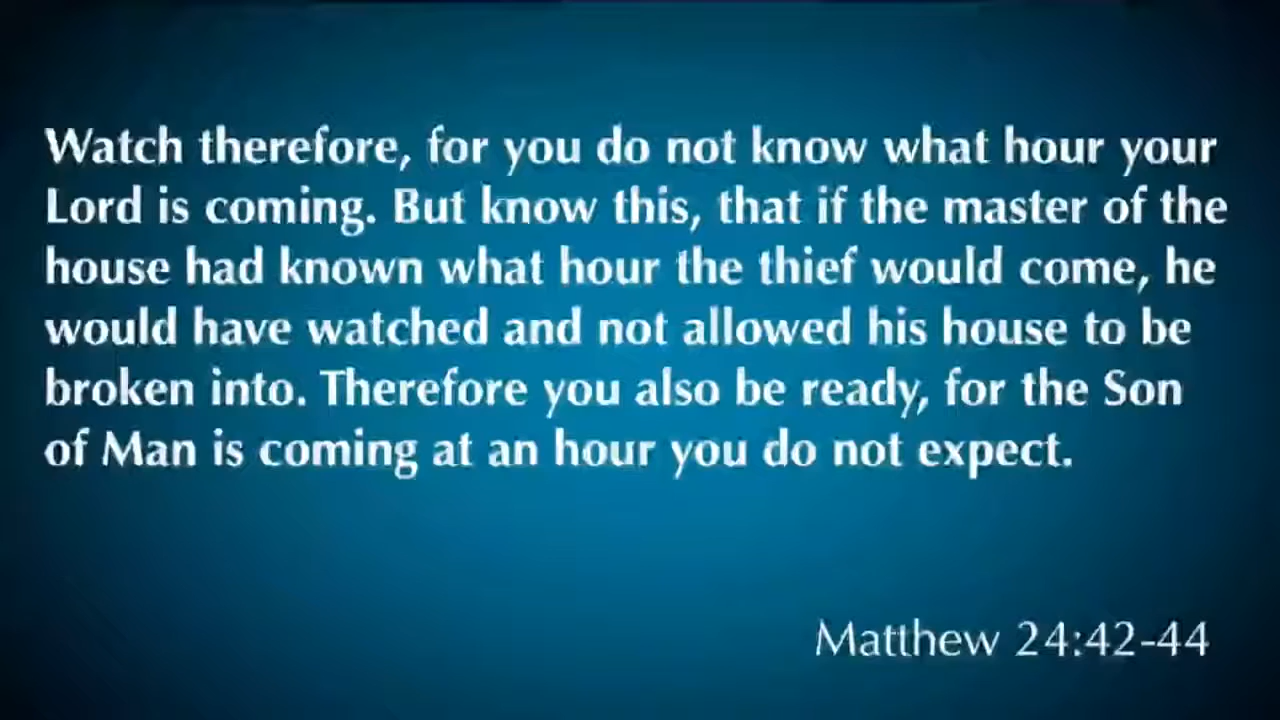 Watch therefore, for you do not know what hour your
Lord is coming. But know this, that if the master of the
house had known what hour the thief would come, he
would have watched and not allowed his house to be
broken into. Therefore you also be ready, for the Son
of Man is coming at an hour you do not expect.
Matthew 24:42-44